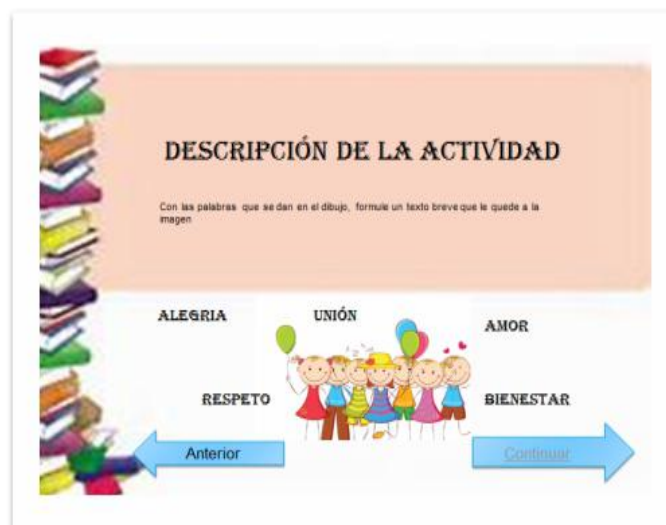 DESCRIPCIÓN DE LA ACTIVIDAD
Con las palabras que se dan en el dibujo, formule un texto breve que le quede a la
imagen
ALEGRIA
UNIÓN
AMOR
RESPETO
BIENESTAR
Anterior
Continuar